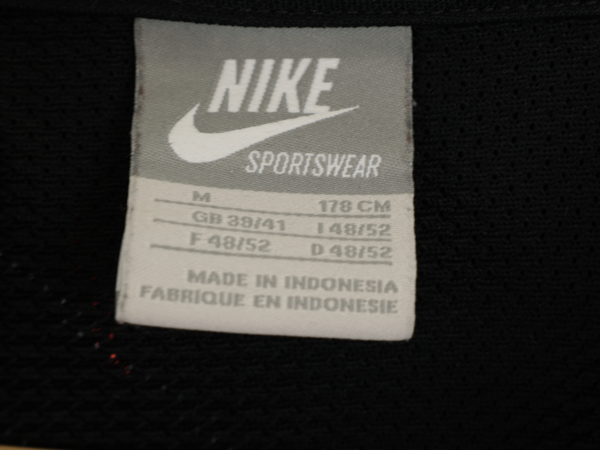 NIKE
SPORTSWEAR
M 178 CM
GB 39/41 I 48/52
F 48/52 D 48/52
MADE IN INDONESIA
FABRIQUE EN INDONESIE